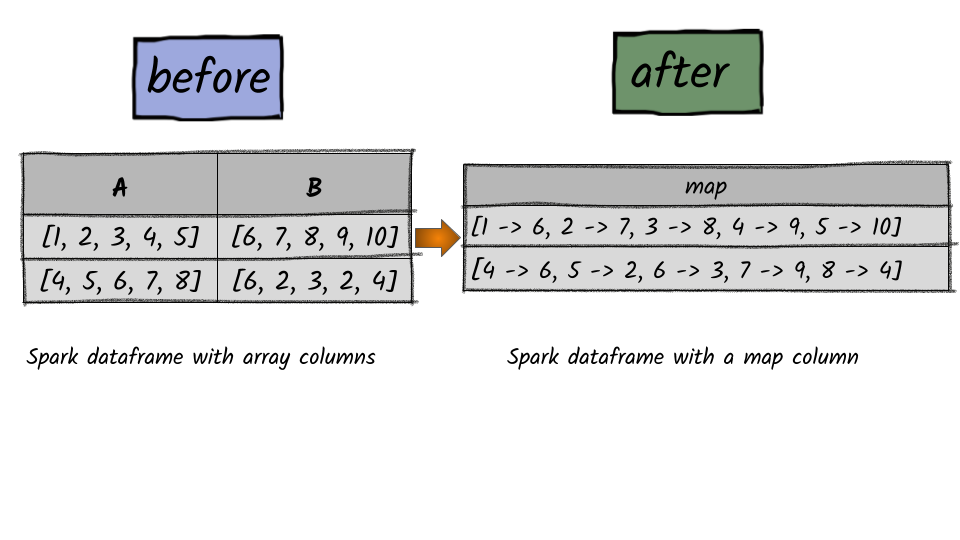 before
after
A B
[1, 2, 3, 4, 5] [6, 7, 8, 9, 10]
[4, 5, 6, 7, 8] [6, 2, 3, 2, 4]
map
[1 -> 6, 2 -> 7, 3 -> 8, 4 -> 9, 5 -> 10]
[4 -> 6, 5 -> 2, 6 -> 3, 7 -> 9, 8 -> 4]
Spark dataframe with array columns
Spark dataframe with a map column